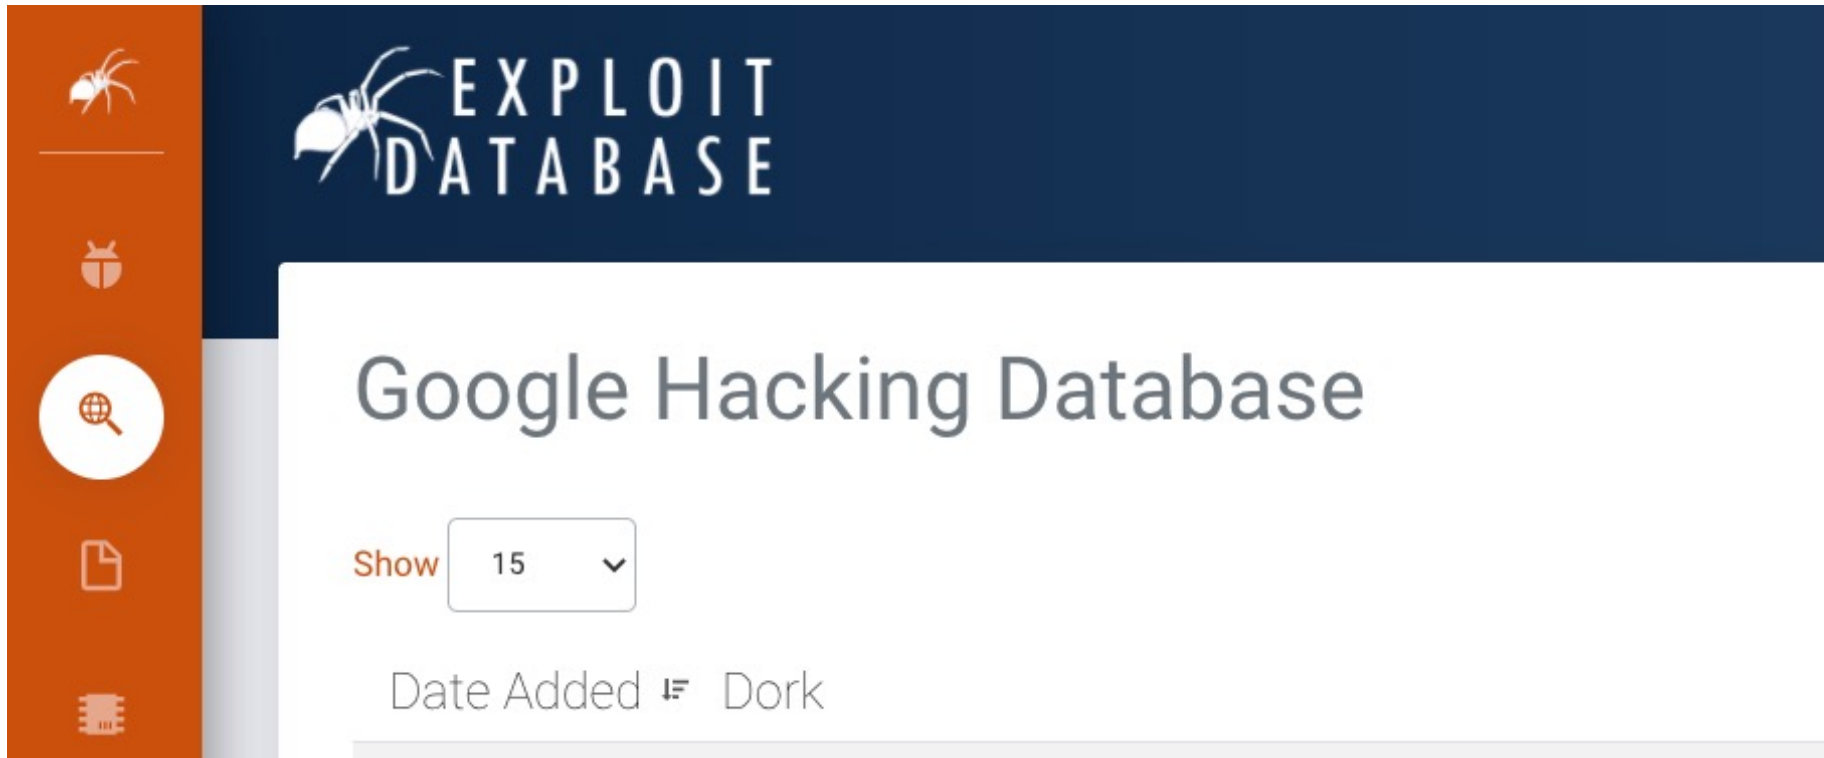 EXPLOIT
DATABASE
Google Hacking Database
Show 15
Date Added Dork